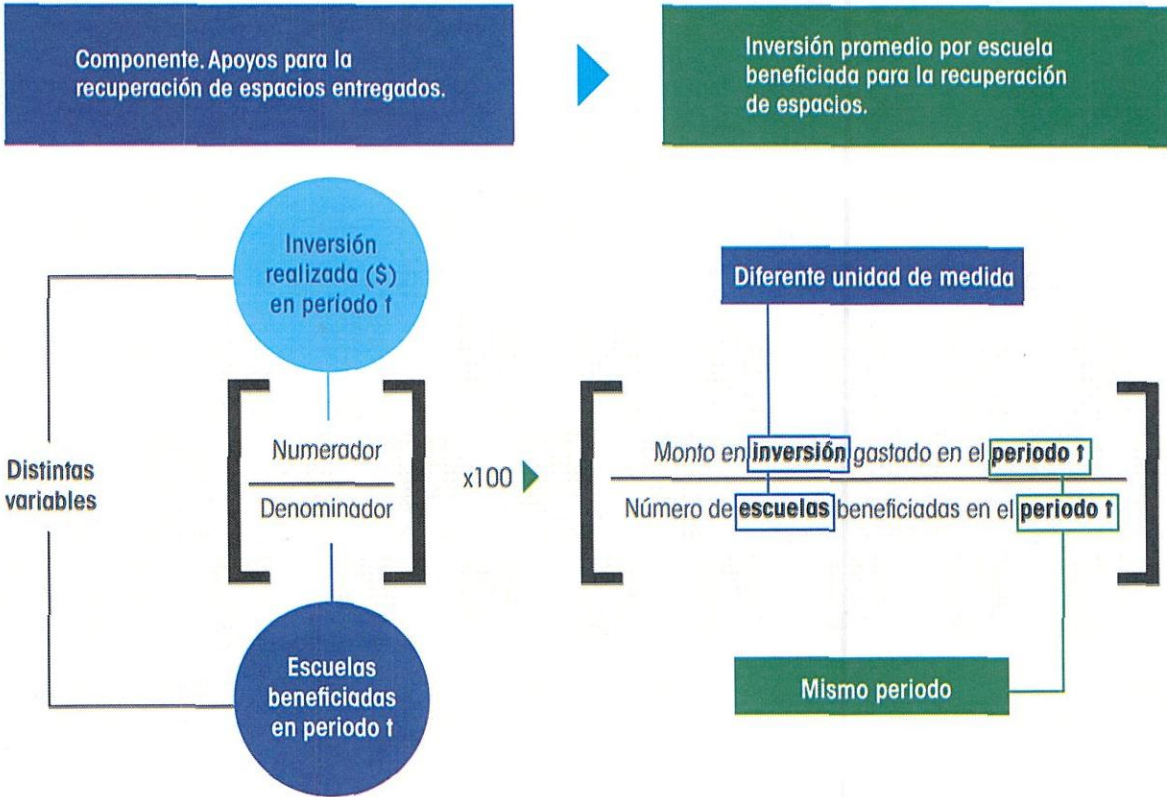 Componente. Apoyos para la
recuperación de espacios entregados.
Inversión promedio por escuela
beneficiada para la recuperación
de espacios.
Inversión
realizada ($)
en periodo t
Diferente unidad de medida
Distintas
variables
Numerador
Denominador
x100
Monto en inversión gastado en el periodo t
Número de escuelas beneficiadas en el periodo t
Escuelas
beneficiadas
en periodo t
Mismo periodo